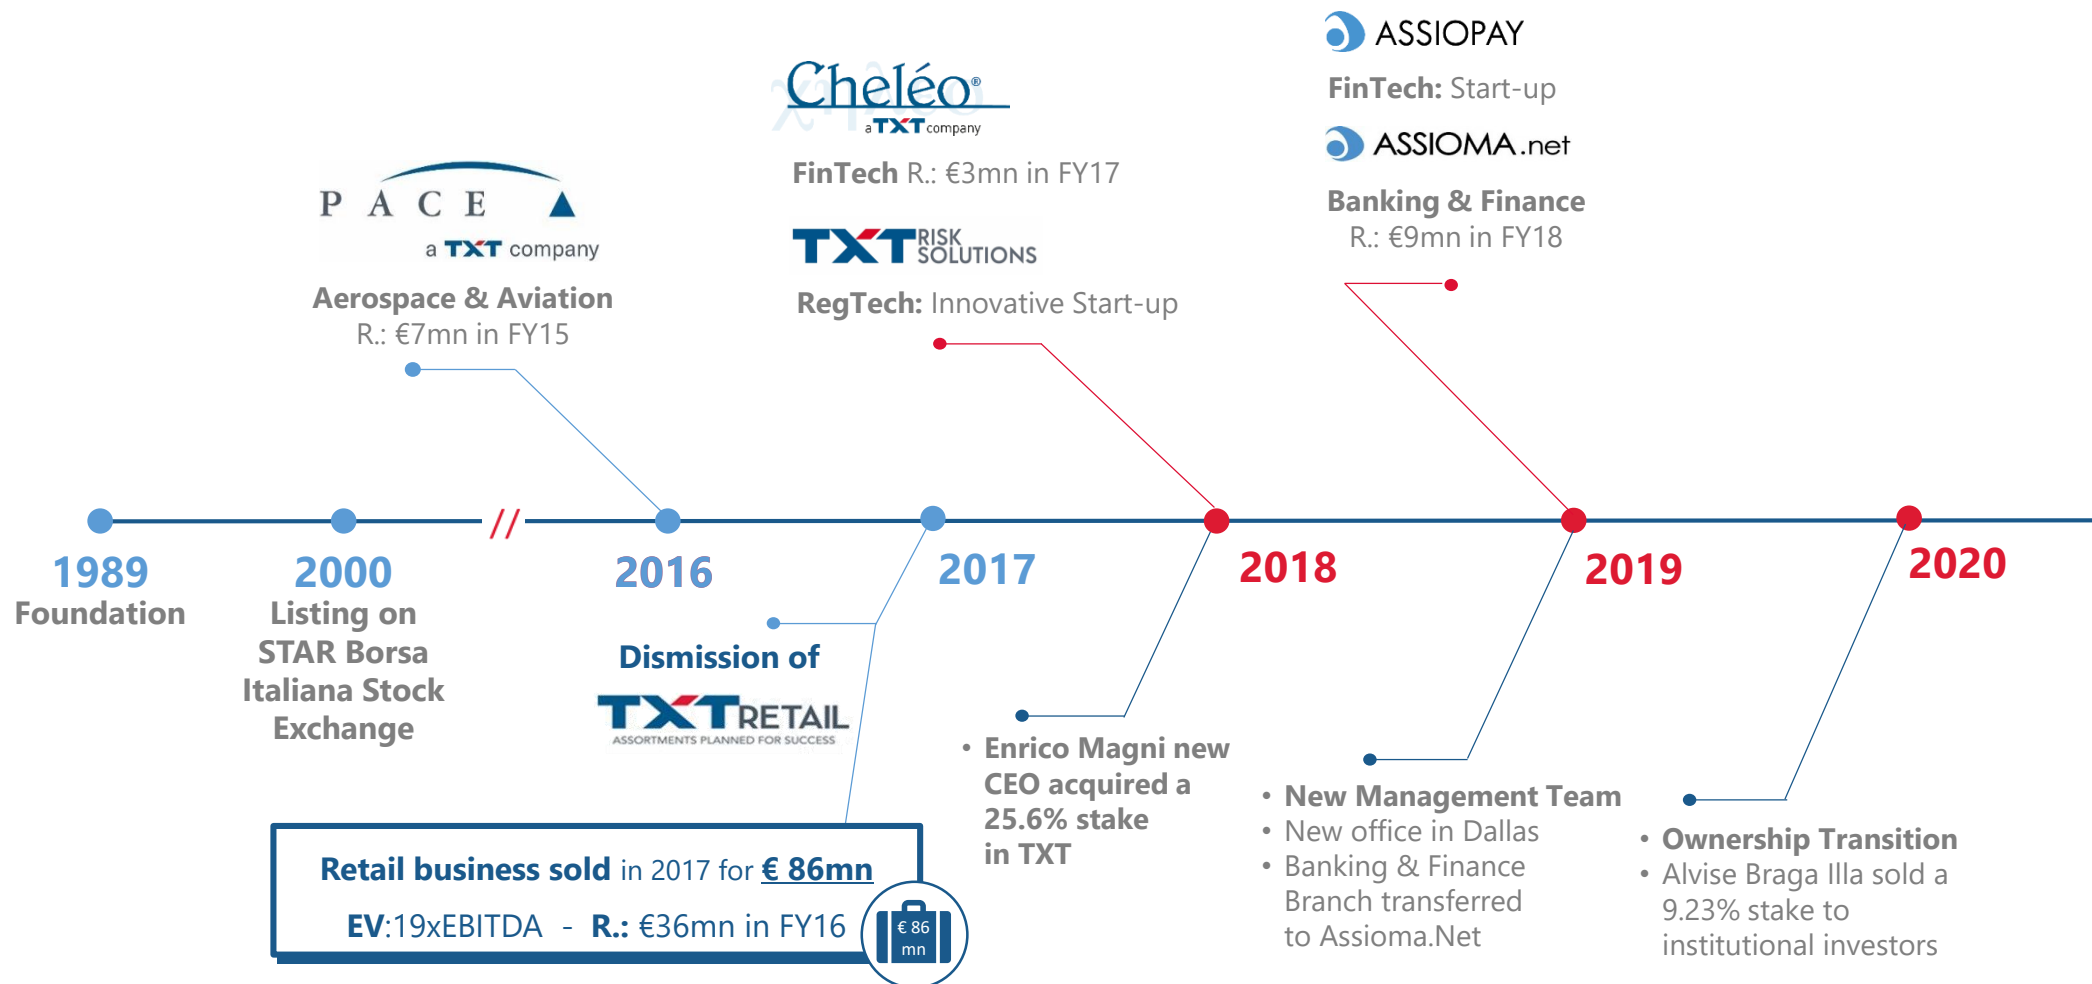 ASSIOPAY
FinTech: Start-up
ASSIOMA.net
Banking & Finance
R.: €9mn in FY18
Cheléo®
a TXT company
FinTech R.: €3mn in FY17
TXT RISK SOLUTIONS
RegTech: Innovative Start-up
PACE
a TXT company
Aerospace & Aviation
R.: €7mn in FY15
//
1989
Foundation
2000
Listing on
STAR Borsa
Italiana Stock
Exchange
2016
2017
2018
2019
2020
Dismission of
TXT RETAIL
ASSORTMENTS PLANNED FOR SUCCESS
Retail business sold in 2017 for € 86mn
EV:19xEBITDA - R.: €36mn in FY16
€ 86
mn
• Enrico Magni new
CEO acquired a
25.6% stake
in TXT
• New Management Team
• New office in Dallas
• Banking & Finance
Branch transferred
to Assioma.Net
• Ownership Transition
• Alvise Braga Illa sold a
9.23% stake to
institutional investors